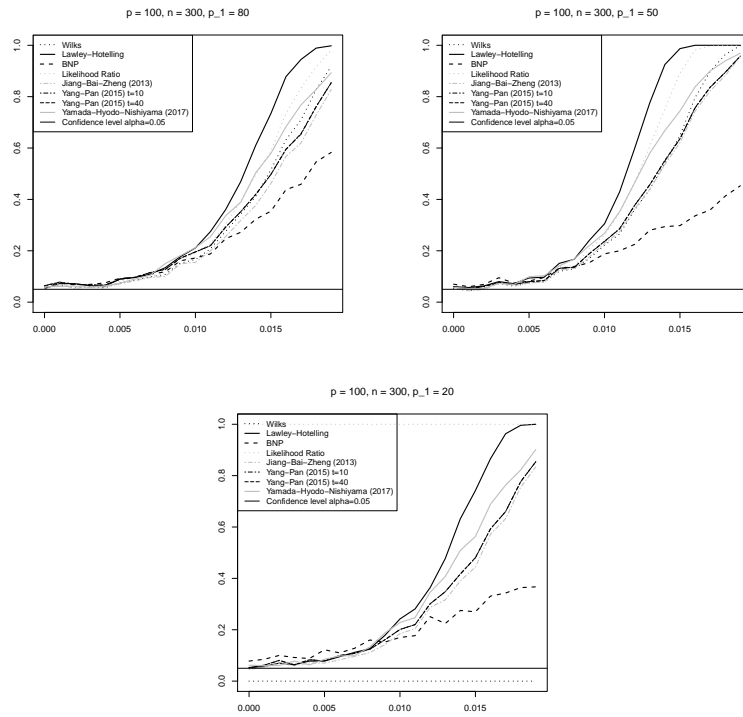 p = 100, n = 300, p_1 = 80
1.0
0.8
0.6
0.4
0.2
0.0
Wilks
Lawley−Hotelling
BNP
Likelihood Ratio
Jiang−Bai−Zheng (2013)
Yang−Pan (2015) t=10
Yang−Pan (2015) t=40
Yamada−Hyodo−Nishiyama (2017)
Confidence level alpha=0.05
0.000 0.005 0.010 0.015
p = 100, n = 300, p_1 = 50
1.0
0.8
0.6
0.4
0.2
0.0
Wilks
Lawley−Hotelling
BNP
Likelihood Ratio
Jiang−Bai−Zheng (2013)
Yang−Pan (2015) t=10
Yang−Pan (2015) t=40
Yamada−Hyodo−Nishiyama (2017)
Confidence level alpha=0.05
0.000 0.005 0.010 0.015
p = 100, n = 300, p_1 = 20
1.0
0.8
0.6
0.4
0.2
0.0
Wilks
Lawley−Hotelling
BNP
Likelihood Ratio
Jiang−Bai−Zheng (2013)
Yang−Pan (2015) t=10
Yang−Pan (2015) t=40
Yamada−Hyodo−Nishiyama (2017)
Confidence level alpha=0.05
0.000 0.005 0.010 0.015